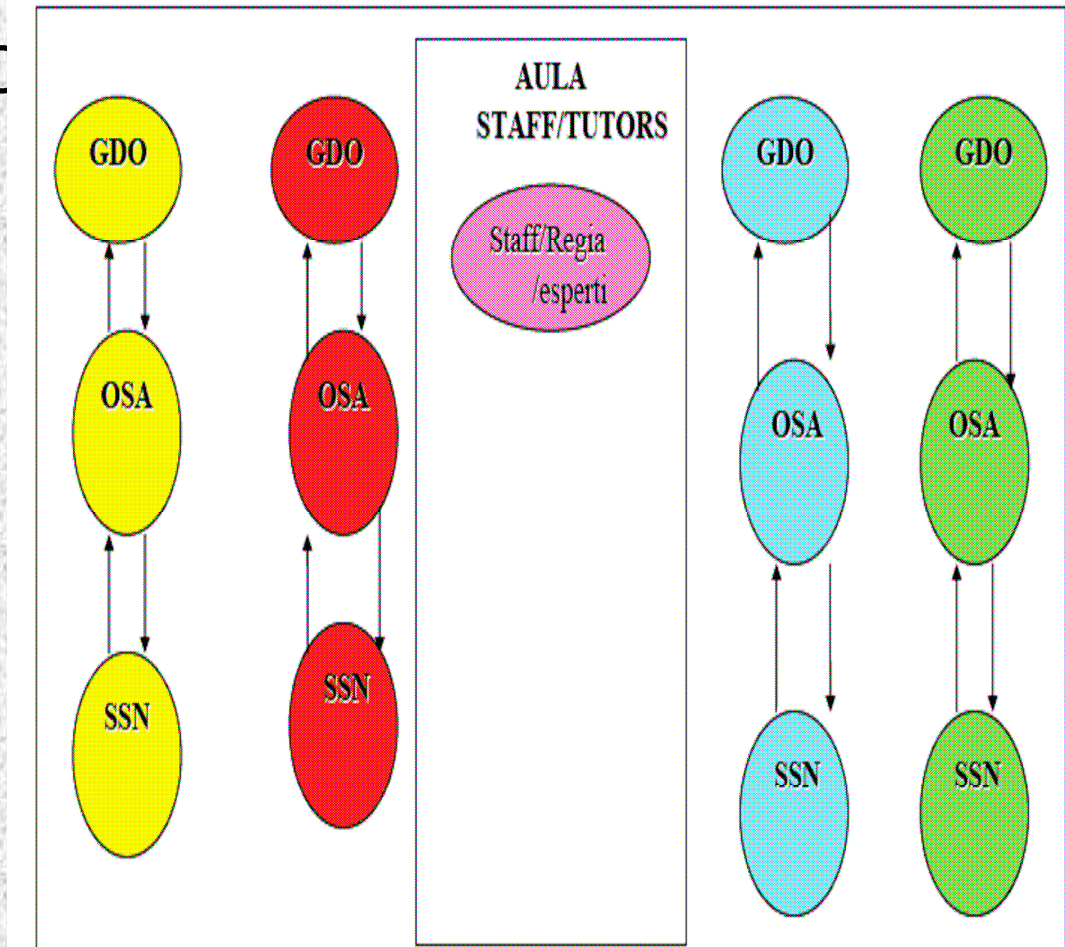 AULA
STAFF/TUTORS
GDO
GDO
GDO
GDO
Staff/Regia
/esperti
OSA
OSA
OSA
OSA
SSN
SSN
SSN
SSN